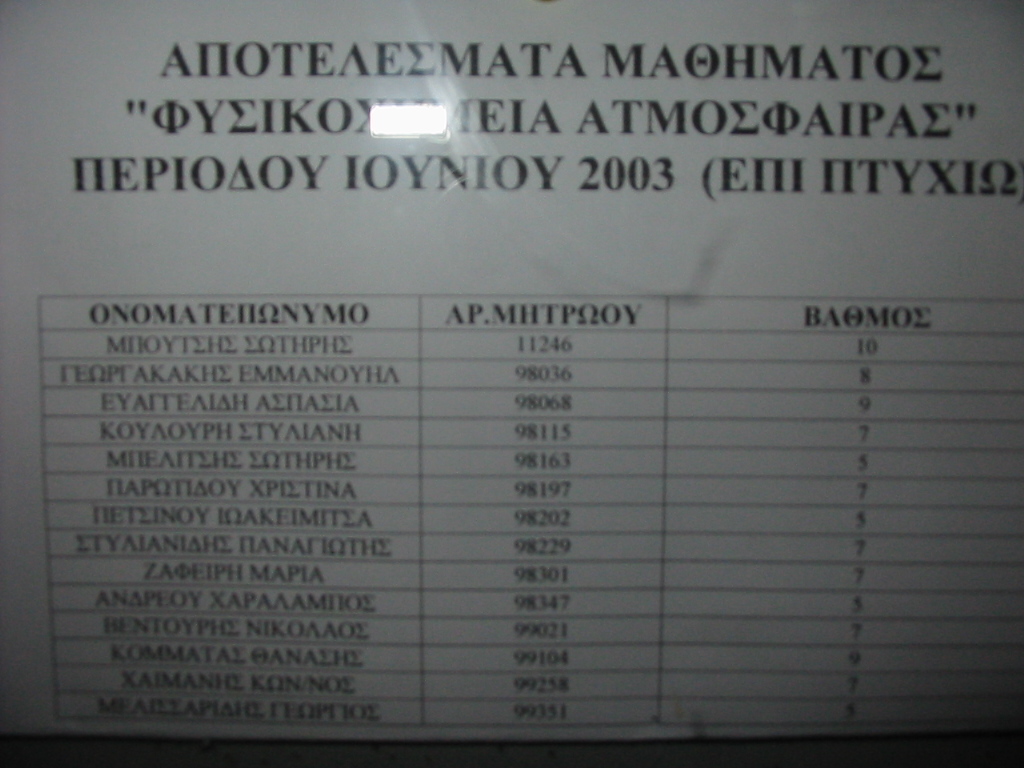 ΑΠΟΤΕΛΕΣΜΑΤΑ ΜΑΘΗΜΑΤΟΣ
ΑΤΜΟΣΦΑΙΡΑΣ"
ΠΕΡΙΟΔΟΥ ΙΟΥΝΙΟΥ 2003 (ΕΠΙ ΠΤΥΧΙΩ)
ΟΝΟΜΑΤΕΠΩΝΥΜΟ ΑΡ.ΜΗΤΡΩΟΥ ΒΑΘΜΟΣ
ΜΠΟΥΤΣΗΣ ΣΩΤΗΡΗΣ 11246 10
ΓΕΩΡΓΑΚΑΚΗΣ ΕΜΜΑΝΟΥΗΛ 98036 8
ΕΥΑΓΓΕΛΙΔΗ ΑΣΠΑΣΙΑ 98068 9
ΚΟΥΛΟΥΡΗ ΣΤΥΛΙΑΝΗ 98115 7
ΜΠΕΛΙΤΣΗΣ ΣΩΤΗΡΗΣ 98163 5
ΠΑΡΩΤΙΔΟΥ ΧΡΙΣΤΙΝΑ 98197 7
ΠΕΤΣΙΝΟΥ ΙΩΑΚΕΙΜΙΤΣΑ 98202 5
ΣΤΥΛΙΑΝΙΔΗΣ ΠΑΝΑΓΙΩΤΗΣ 98229 7
ΖΑΦΕΙΡΗ ΜΑΡΙΑ 98301 7
ΑΝΔΡΕΟΥ ΧΑΡΑΛΑΜΠΟΣ 98347 5
ΒΕΝΤΟΥΡΗΣ ΝΙΚΟΛΑΟΣ 99021 7
ΚΟΜΜΑΤΑΣ ΘΑΝΑΣΗΣ 99104 9
ΧΑΙΜΑΝΗΣ ΚΩΝ/ΝΟΣ 99258 7
ΜΕΛΙΣΣΑΡΙΔΗΣ ΓΕΩΡΓΙΟΣ 99351 5